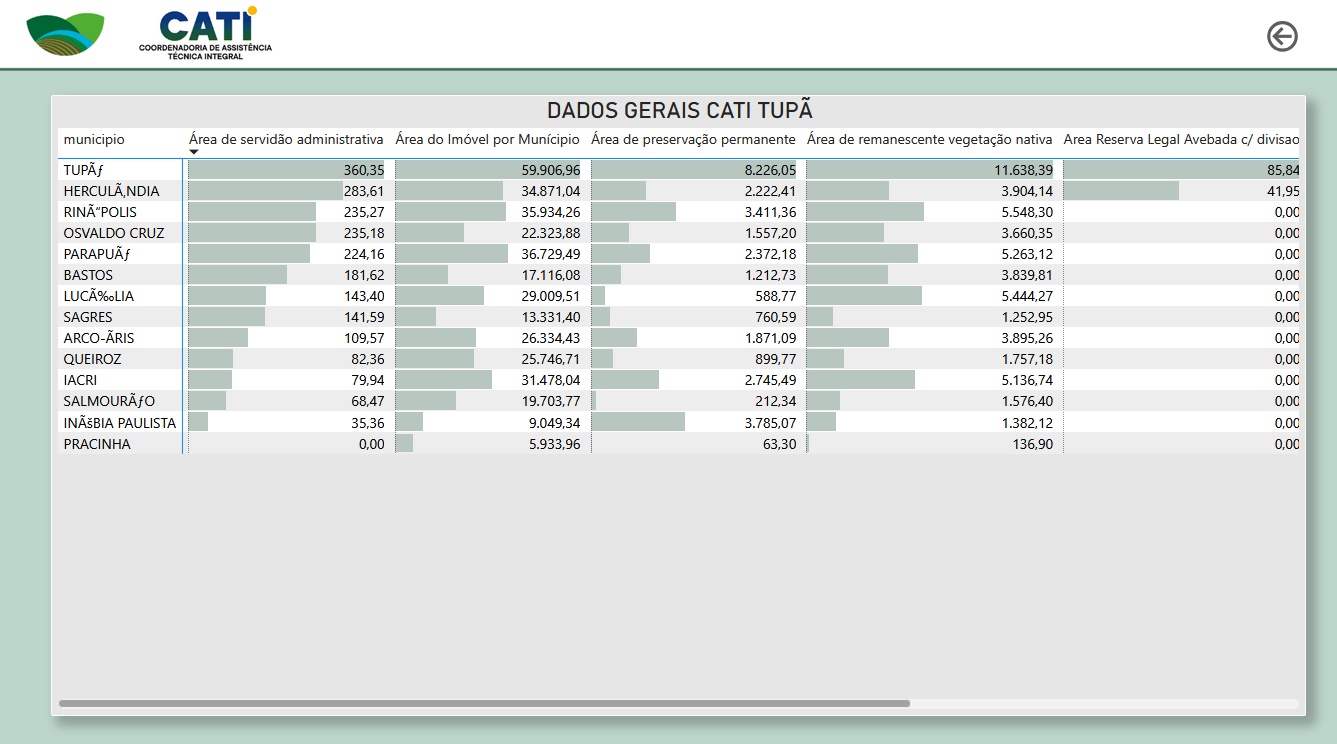 CATI
COORDENADORIA DE ASSISTÊNCIA
TÉCNICA INTEGRAL
DADOS GERAIS CATI TUPÃ
municipio Área de servidão administrativa Área do Imóvel por Munícipio Área de preservação permanente Área de remanescente vegetação nativa Area Reserva Legal Avebada c/ divisao
TUPÃƒ 360,35 59.906,96 8.226,05 11.638,39 85,84
HERCULÃ‚NDIA 283,61 34.871,04 2.222,41 3.904,14 41,95
RINÃ“POLIS 235,27 35.934,26 3.411,36 5.548,30 0,00
OSVALDO CRUZ 235,18 22.323,88 1.557,20 3.660,35 0,00
PARAPUÃƒ 224,16 36.729,49 2.372,18 5.263,12 0,00
BASTOS 181,62 17.116,08 1.212,73 3.839,81 0,00
LUCÃ‰LIA 143,40 29.009,51 588,77 5.444,27 0,00
SAGRES 141,59 13.331,40 760,59 1.252,95 0,00
ARCO-ÃRIS 109,57 26.334,43 1.871,09 3.895,26 0,00
QUEIROZ 82,36 25.746,71 899,77 1.757,18 0,00
IACRI 79,94 31.478,04 2.745,49 5.136,74 0,00
SALMOURÃƒO 68,47 19.703,77 212,34 1.576,40 0,00
INÃšBIA PAULISTA 35,36 9.049,34 3.785,07 1.382,12 0,00
PRACINHA 0,00 5.933,96 63,30 136,90 0,00